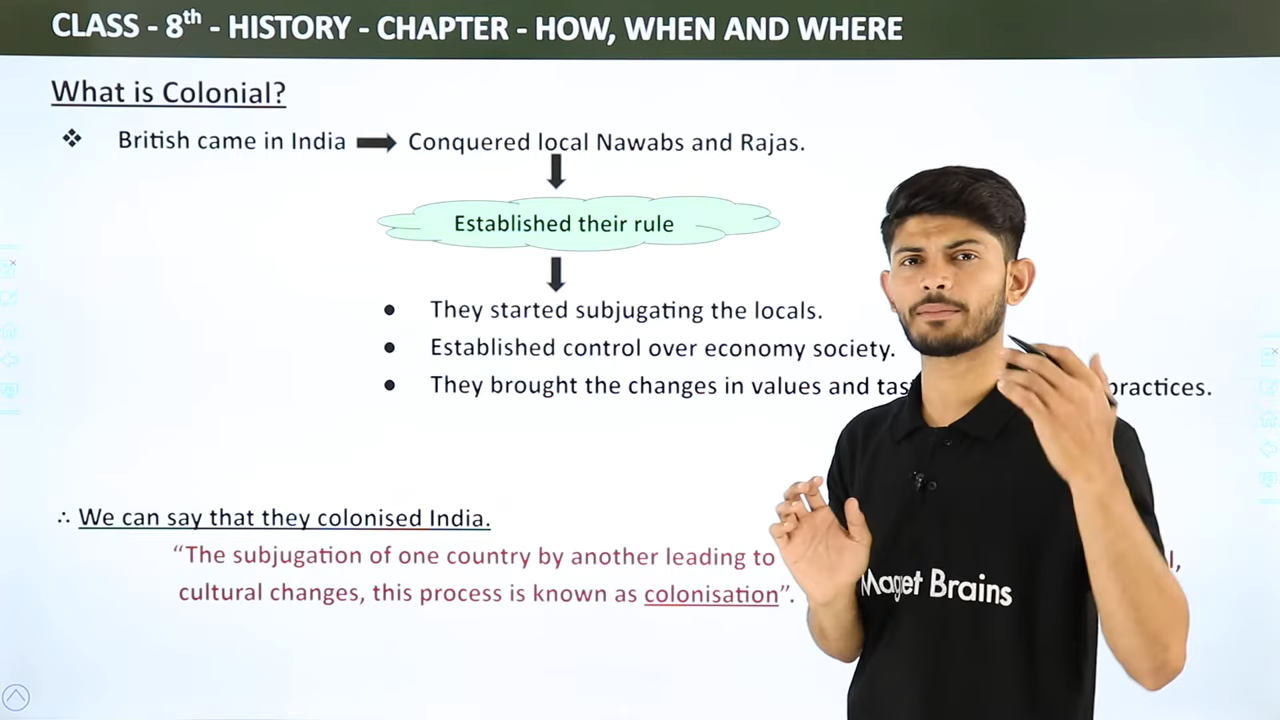 CLASS - 8th - HISTORY - CHAPTER - HOW, WHEN AND WHERE
What is Colonial?
❖ British came in India ➡ Conquered local Nawabs and Rajas.
Established their rule
● They started subjugating the locals.
● Established control over economy society.
● They brought the changes in values and practices.
∴ We can say that they colonised India.
“The subjugation of one country by another leading to
cultural changes, this process is known as colonisation”.
Magnet Brains